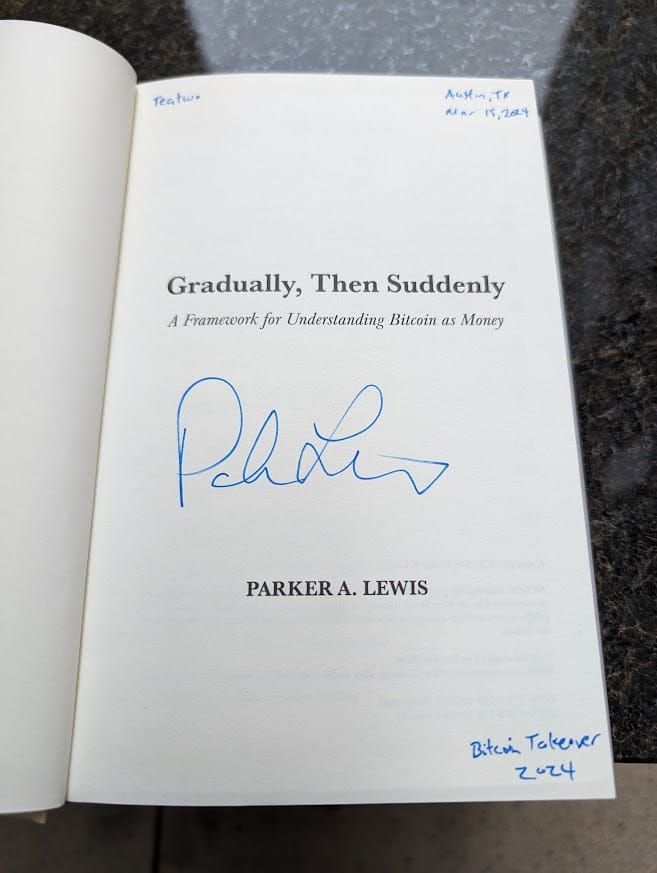 Austin, TX
Mar 15, 2024
Gradually, Then Suddenly
A Framework for Understanding Bitcoin as Money
PARKER A. LEWIS
Bitcoin Takeover
2024